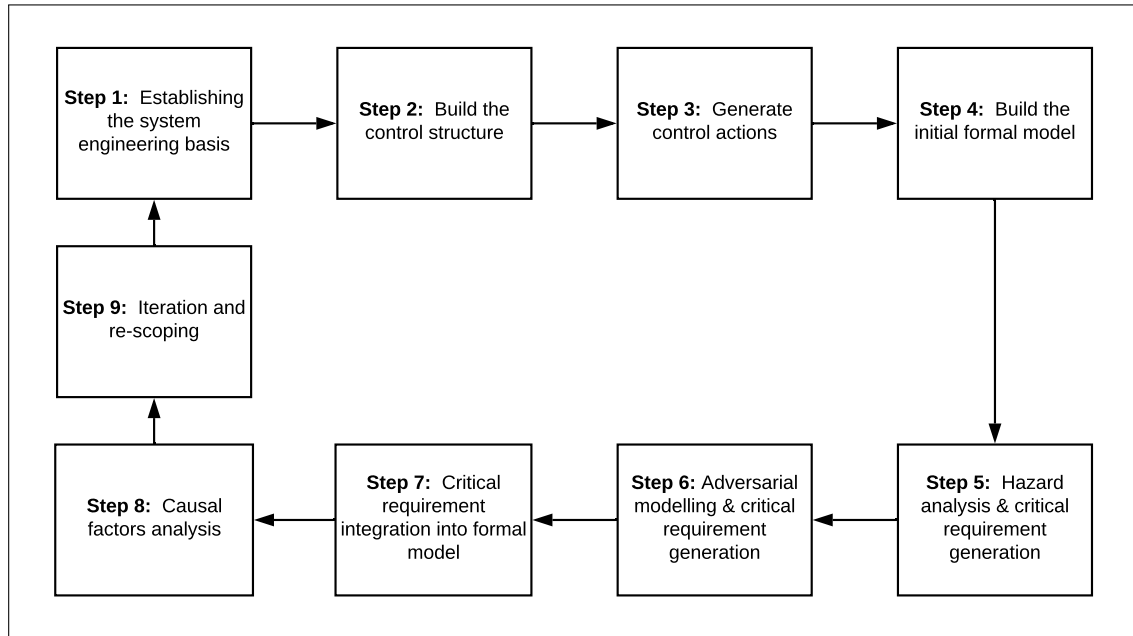 Step 1: Establishing
the system
engineering basis
Step 2: Build the
control structure
Step 3: Generate
control actions
Step 4: Build the
initial formal model
Step 9: Iteration and
re-scoping
Step 8: Causal
factors analysis
Step 7: Critical
requirement
integration into formal
model
Step 6: Adversarial
modelling & critical
requirement
generation
Step 5: Hazard
analysis & critical
requirement
generation